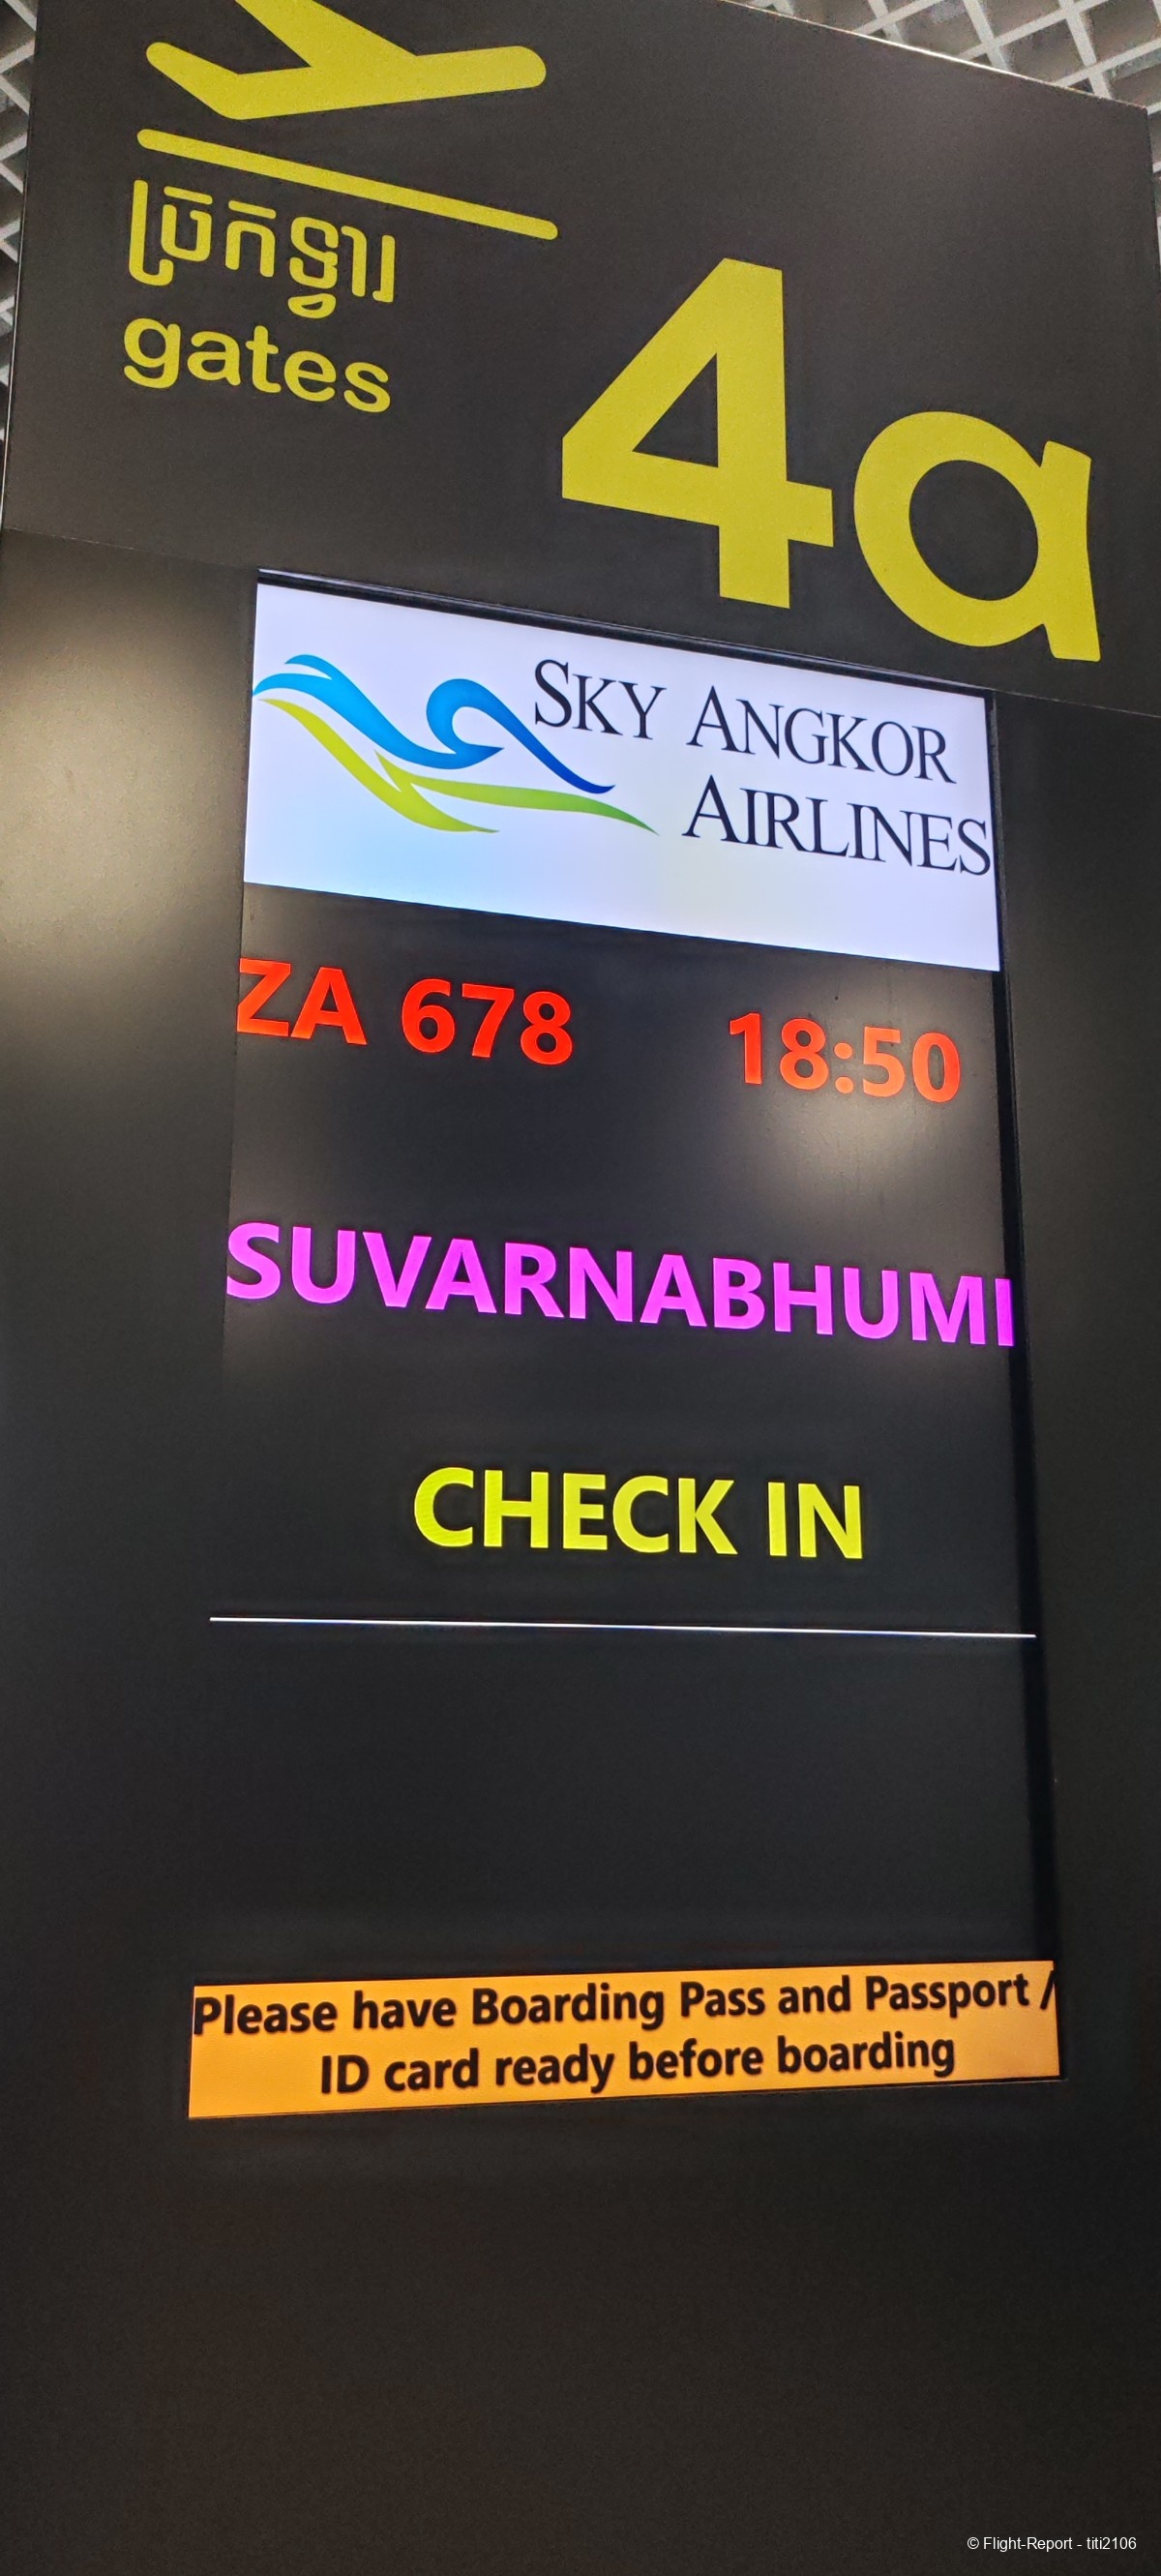 ច្រកទ្វារ
gates
4a
SKY ANGKOR
AIRLINES
ZA 678 18:50
SUVARNABHUMI
CHECK IN
Please have Boarding Pass and Passport /
ID card ready before boarding
© Flight-Report - titi2106